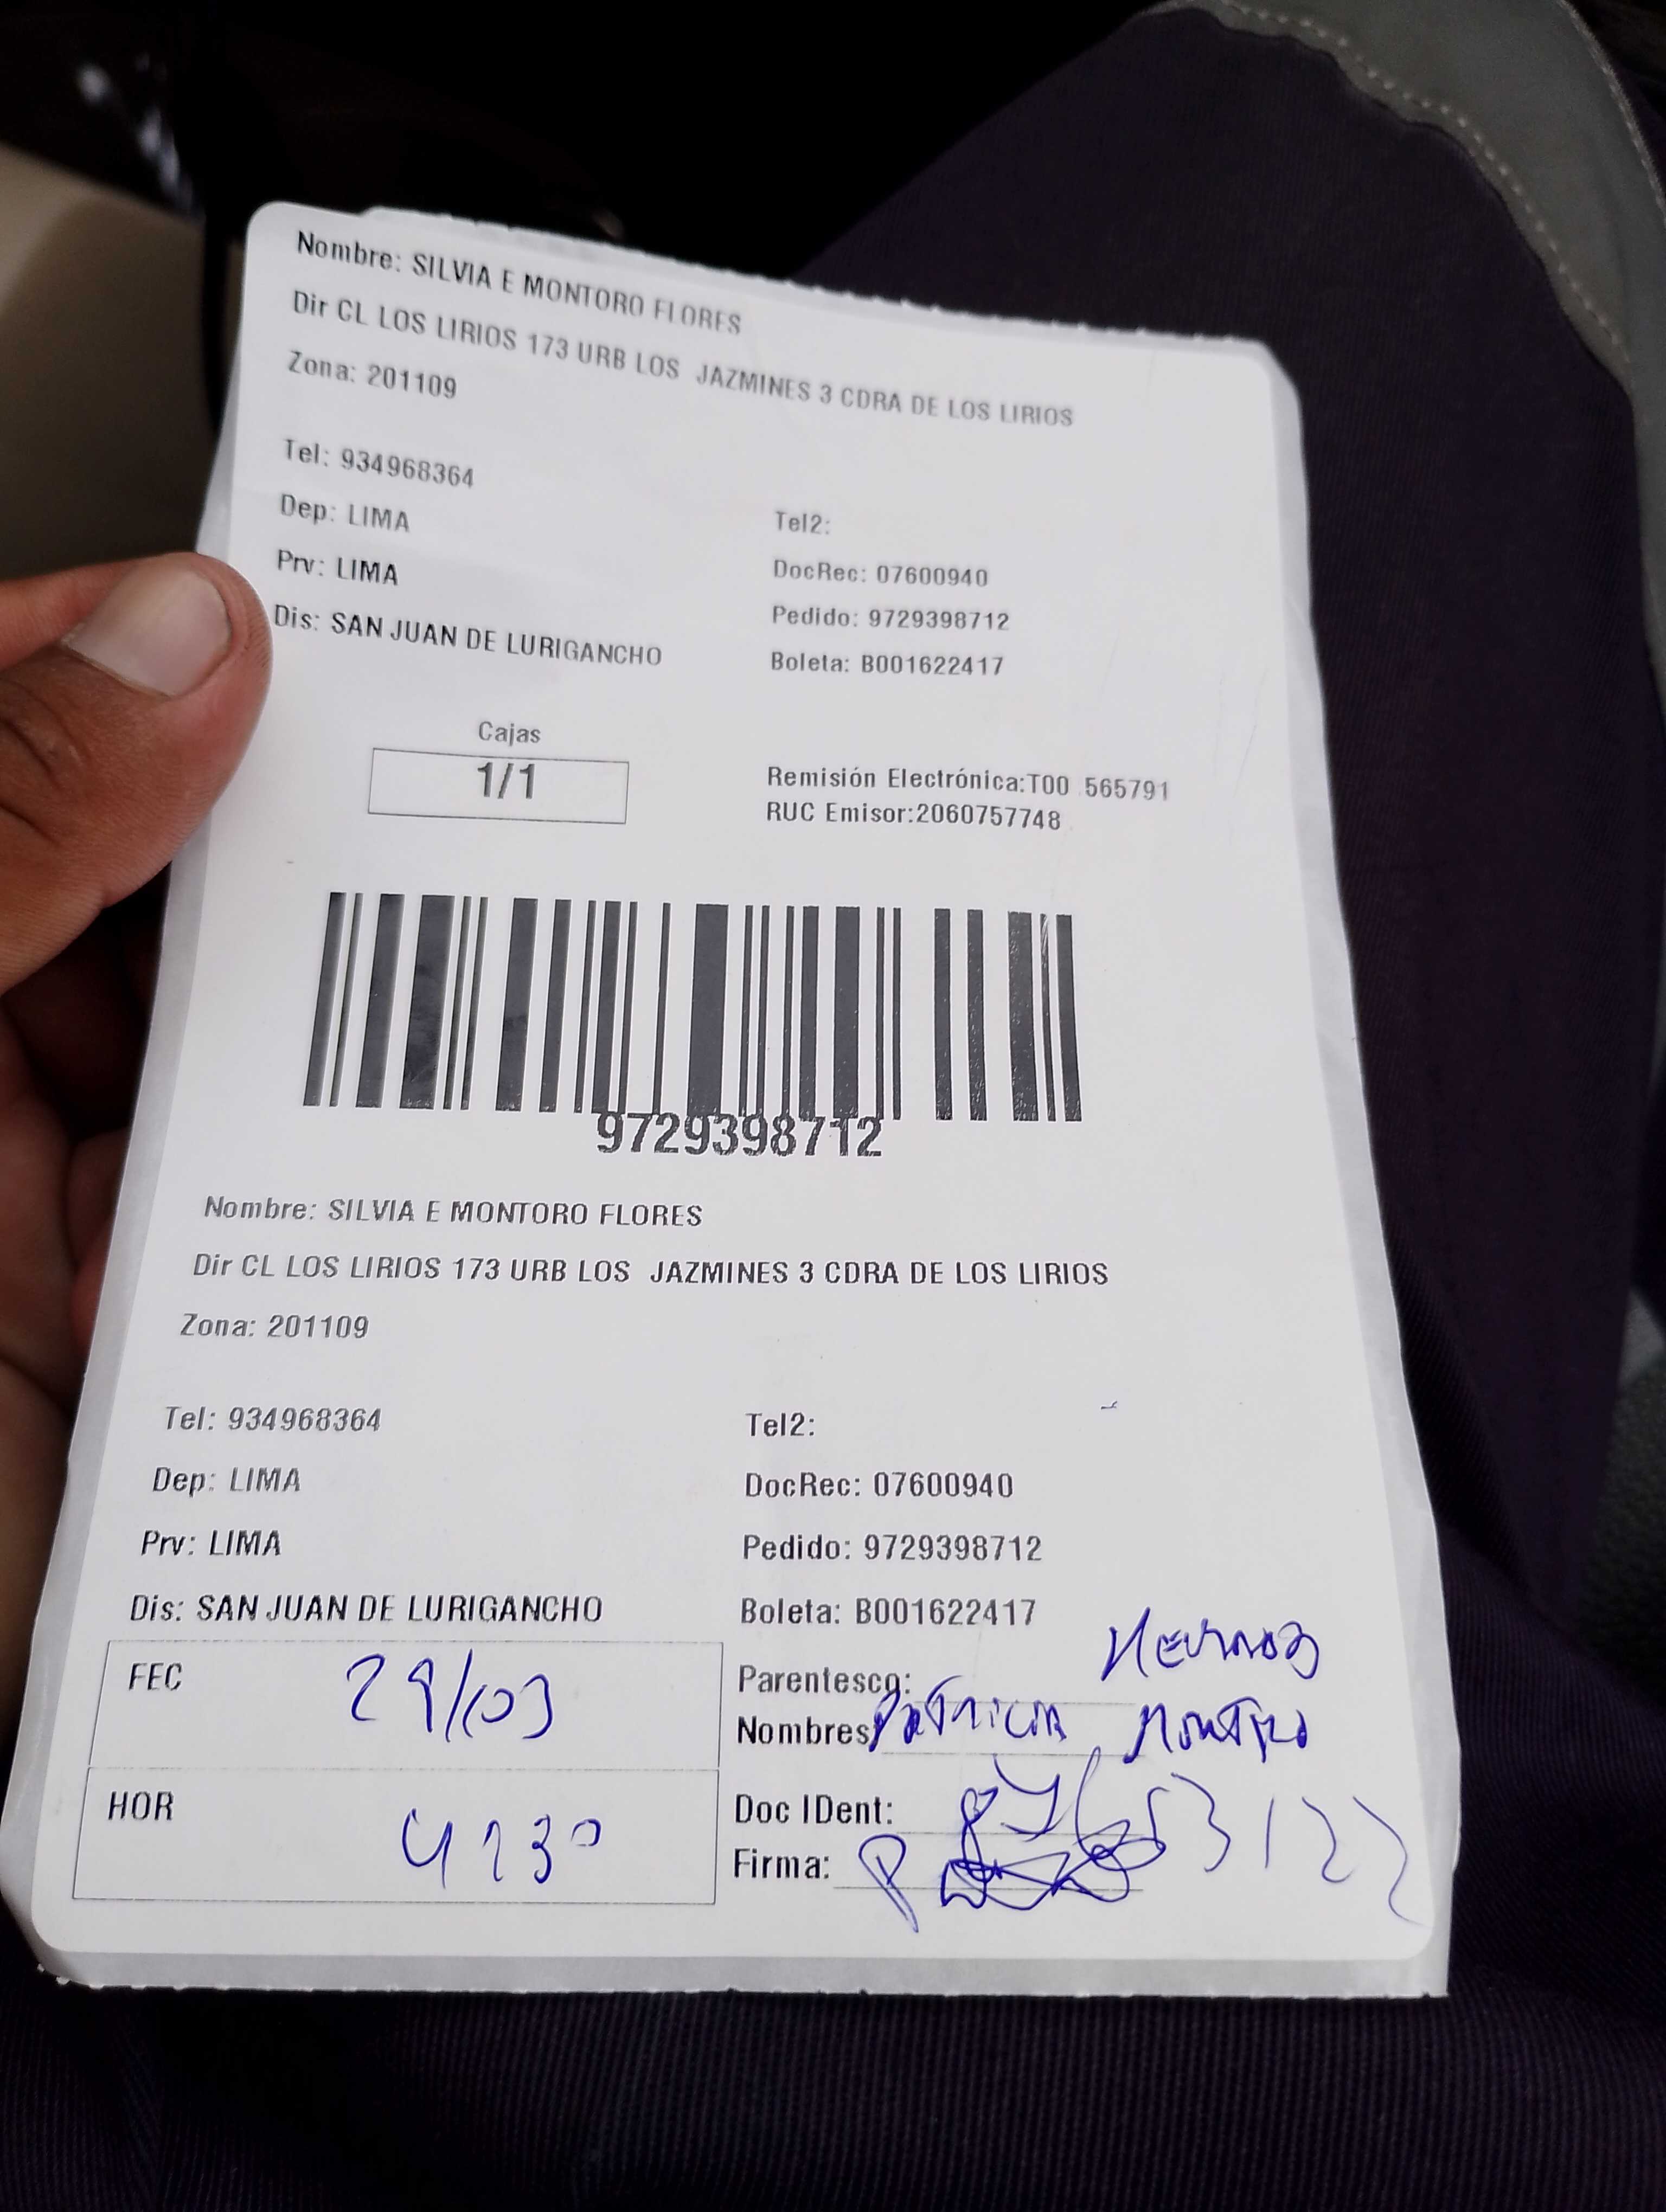 Nombre: SILVIA E MONTORO FLORES
Dir CL LOS LIRIOS 173 URB LOS JAZMINES 3 CDRA DE LOS LIRIOS
Zona: 201109
Tel: 934968364
Dep: LIMA
Tel2:
Prv: LIMA
DocRec: 07600940
Dis: SAN JUAN DE LURIGANCHO
Pedido: 9729398712
Boleta: B001622417
Cajas
1/1
Remisión Electrónica:T00 565791
RUC Emisor:2060757748
9729398712
Nombre: SILVIA E MONTORO FLORES
Dir CL LOS LIRIOS 173 URB LOS JAZMINES 3 CDRA DE LOS LIRIOS
Zona: 201109
Tel: 934968364
Tel2:
Dep: LIMA
DocRec: 07600940
Prv: LIMA
Pedido: 9729398712
Dis: SAN JUAN DE LURIGANCHO
Boleta: B001622417
FEC 29/03
Parentesco:
Nombres: Patricia Montoro
HOR
Doc IDent:
Firma: